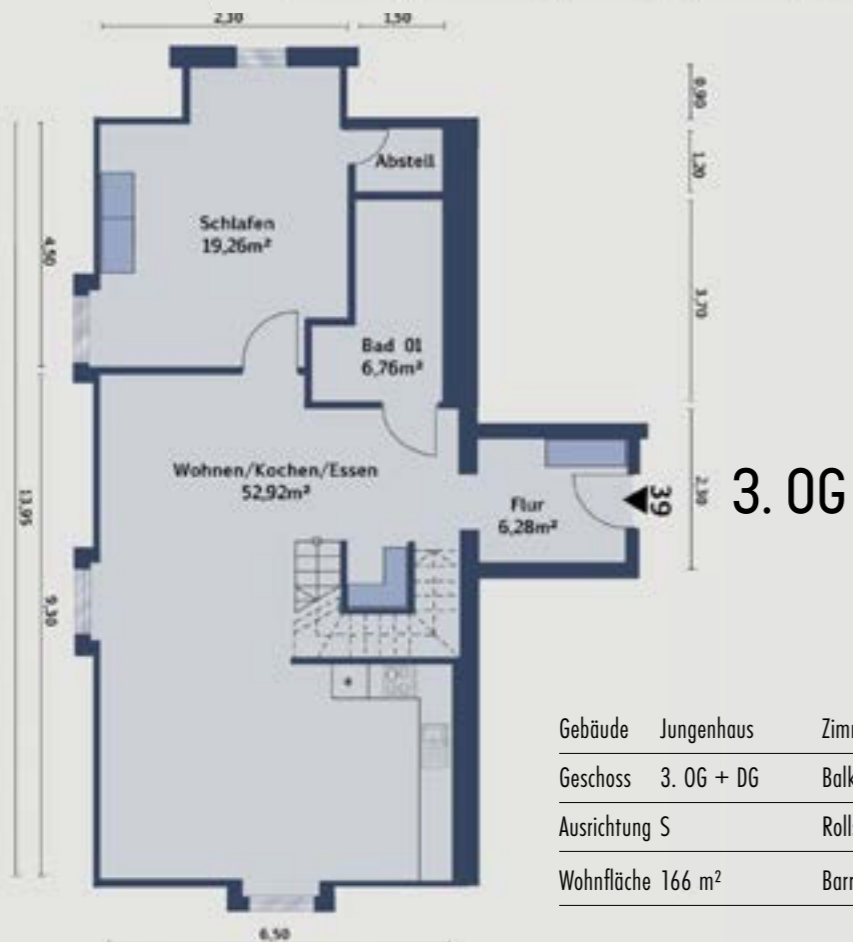 2,30
1,50
0,90
1,20
Abstell
Schlafen
19,26m²
4,50
3,70
Bad 01
6,76m²
Wohnen/Kochen/Essen
52,92m²
Flur
6,28m²
39
3. OG
13,95
9,30
Gebäude Jungenhaus
Geschoss 3. OG + DG
Ausrichtung S
Wohnfläche 166 m²
6,50